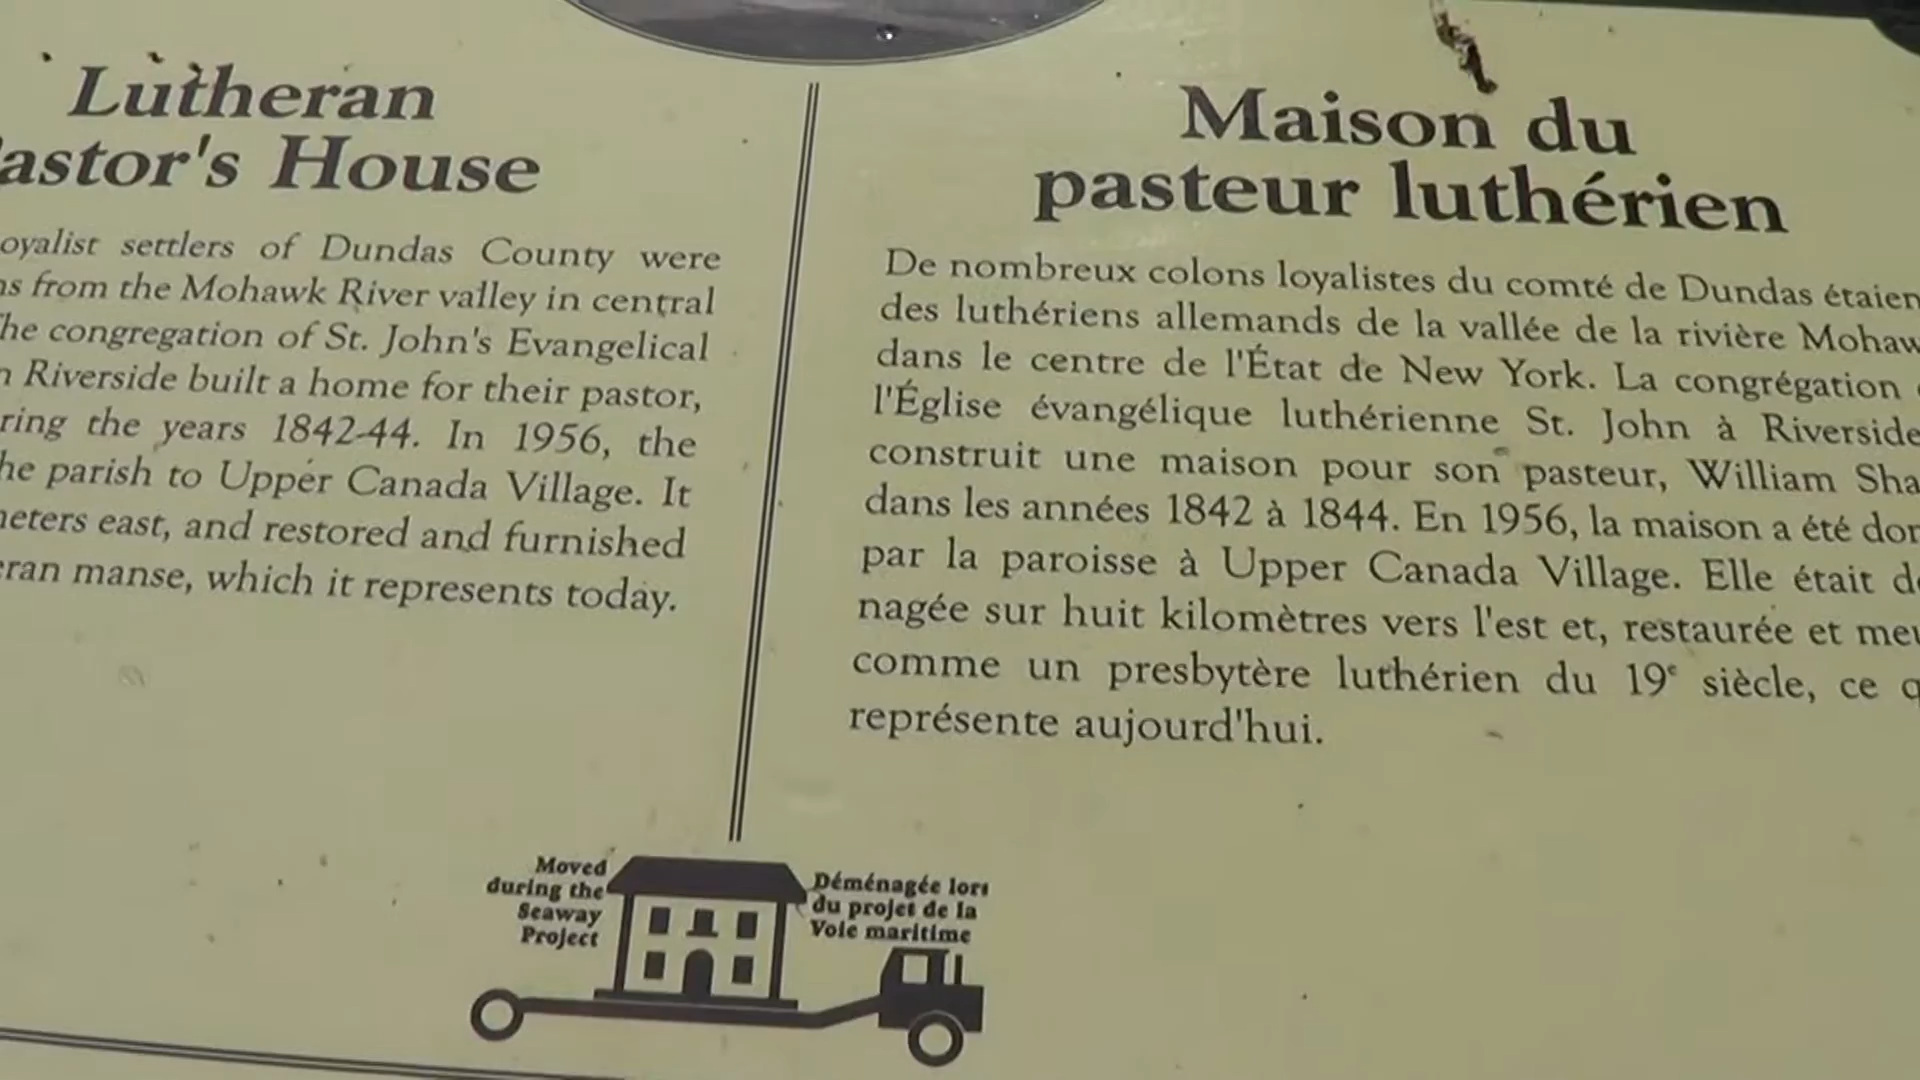 Lutheran
astor's House
oyalist settlers of Dundas County were
ns from the Mohawk River valley in central
he congregation of St. John's Evangelical
n Riverside built a home for their pastor,
ring the years 1842-44. In 1956, the
he parish to Upper Canada Village. It
neters east, and restored and furnished
eran manse, which it represents today.
Maison du
pasteur luthérien
De nombreux colons loyalistes du comté de Dundas étaien
des luthériens allemands de la vallée de la rivière Mohaw
dans le centre de l'État de New York. La congrégation
l'Église évangélique luthérienne St. John à Riverside
construit une maison pour son pasteur, William Sha
dans les années 1842 à 1844. En 1956, la maison a été don
par la paroisse à Upper Canada Village. Elle était dé
nagée sur huit kilomètres vers l'est et, restaurée et meu
comme un presbytère luthérien du 19e siècle, ce q
représente aujourd'hui.
Moved
during the
Seaway
Project
Déménagée lors
du projet de la
Voie maritime